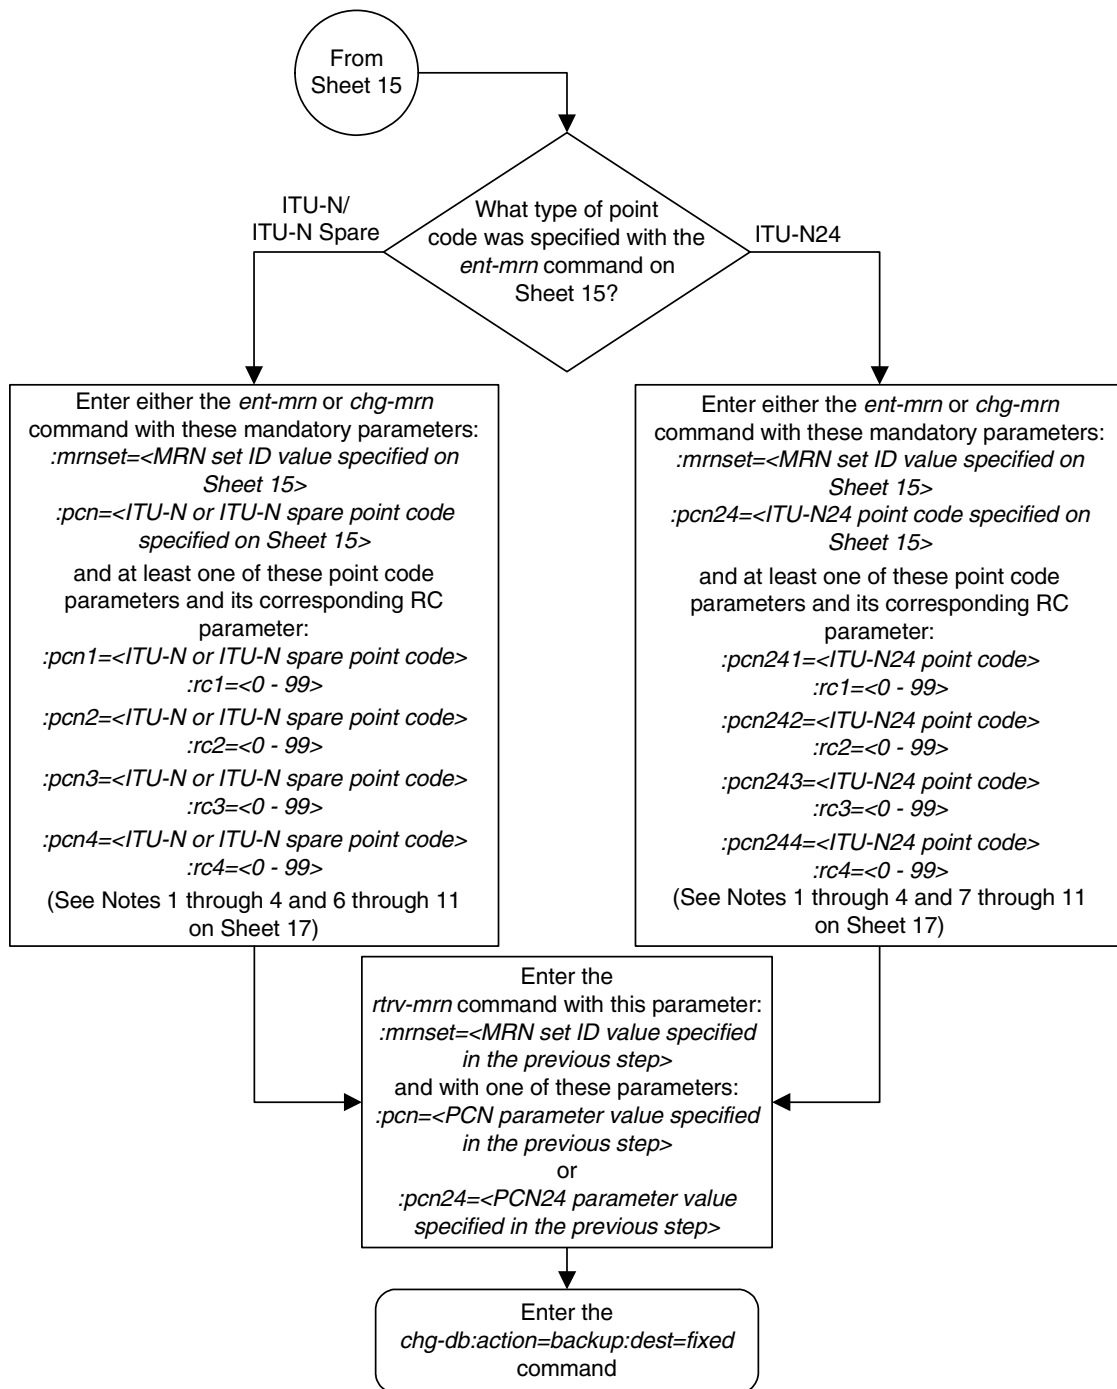 From
Sheet 15
What type of point
code was specified with the
ent-mrn command on
Sheet 15?
ITU-N/
ITU-N Spare
ITU-N24
Enter either the ent-mrn or chg-mrn
command with these mandatory parameters:
:mrnset=<MRN set ID value specified on
Sheet 15>
:pcn=<ITU-N or ITU-N spare point code
specified on Sheet 15>
and at least one of these point code
parameters and its corresponding RC
parameter:
:pcn1=<ITU-N or ITU-N spare point code>
:rc1=<0 - 99>
:pcn2=<ITU-N or ITU-N spare point code>
:rc2=<0 - 99>
:pcn3=<ITU-N or ITU-N spare point code>
:rc3=<0 - 99>
:pcn4=<ITU-N or ITU-N spare point code>
:rc4=<0 - 99>
(See Notes 1 through 4 and 6 through 11
on Sheet 17)
Enter either the ent-mrn or chg-mrn
command with these mandatory parameters:
:mrnset=<MRN set ID value specified on
Sheet 15>
:pcn24=<ITU-N24 point code specified on
Sheet 15>
and at least one of these point code
parameters and its corresponding RC
parameter:
:pcn241=<ITU-N24 point code>
:rc1=<0 - 99>
:pcn242=<ITU-N24 point code>
:rc2=<0 - 99>
:pcn243=<ITU-N24 point code>
:rc3=<0 - 99>
:pcn244=<ITU-N24 point code>
:rc4=<0 - 99>
(See Notes 1 through 4 and 7 through 11
on Sheet 17)
Enter the
rtrv-mrn command with this parameter:
:mrnset=<MRN set ID value specified
in the previous step>
and with one of these parameters:
:pcn=<PCN parameter value specified
in the previous step>
or
:pcn24=<PCN24 parameter value
specified in the previous step>
Enter the
chg-db:action=backup:dest=fixed
command